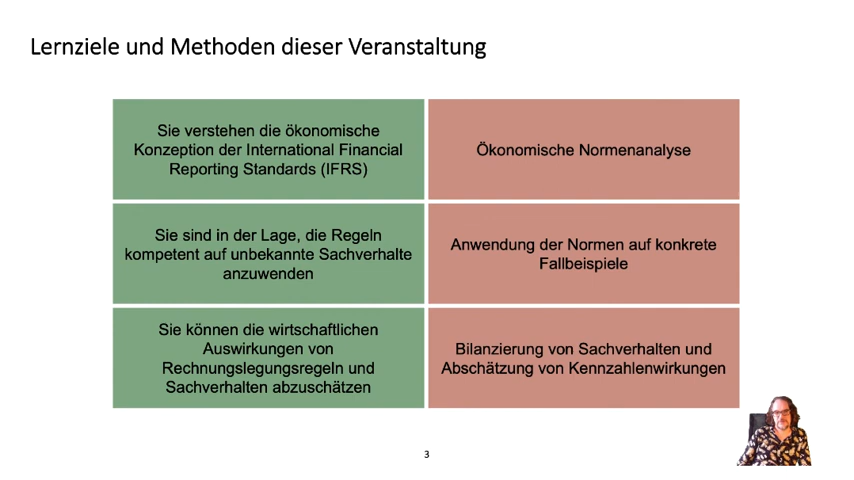 Lernziele und Methoden dieser Veranstaltung
Sie verstehen die ökonomische
Konzeption der International Financial
Reporting Standards (IFRS)
Ökonomische Normenanalyse
Sie sind in der Lage, die Regeln
kompetent auf unbekannte Sachverhalte
anzuwenden
Anwendung der Normen auf konkrete
Fallbeispiele
Sie können die wirtschaftlichen
Auswirkungen von
Rechnungslegungsregeln und
Sachverhalten abzuschätzen
Bilanzierung von Sachverhalten und
Abschätzung von Kennzahlenwirkungen
3